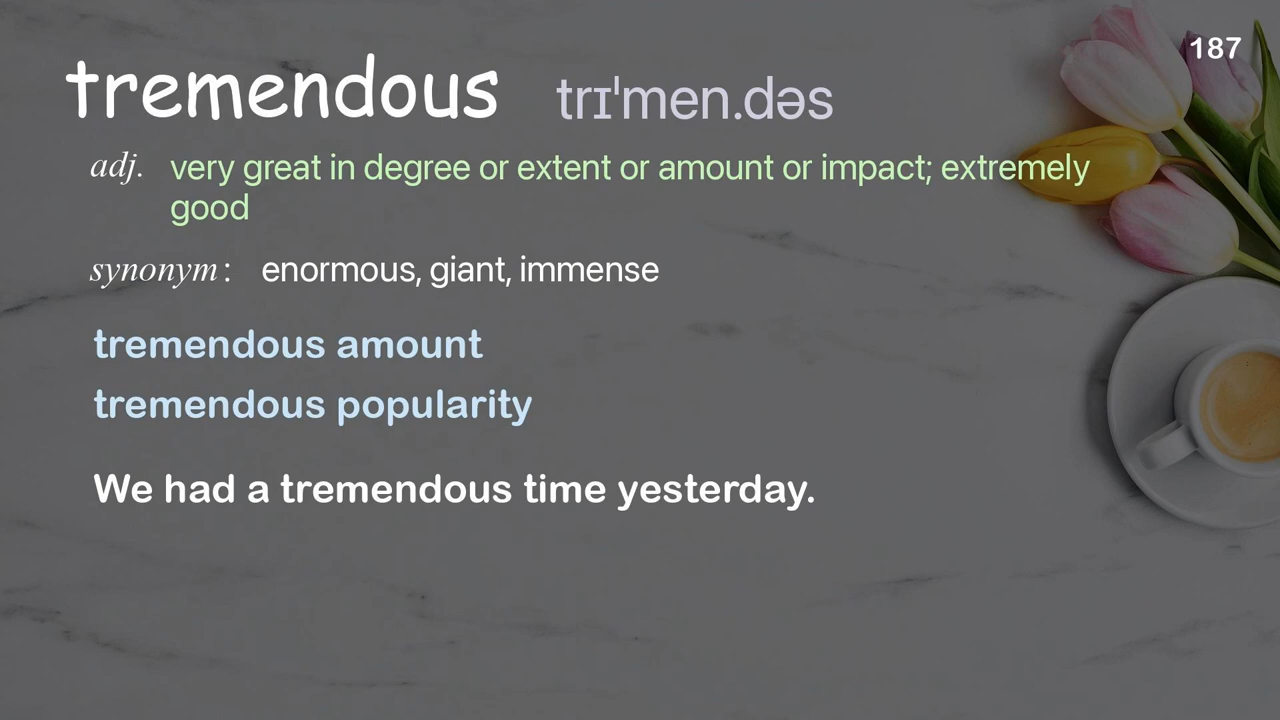 187
tremendous trɪˈmen.dəs
adj. very great in degree or extent or amount or impact; extremely
good
synonym: enormous, giant, immense
tremendous amount
tremendous popularity
We had a tremendous time yesterday.